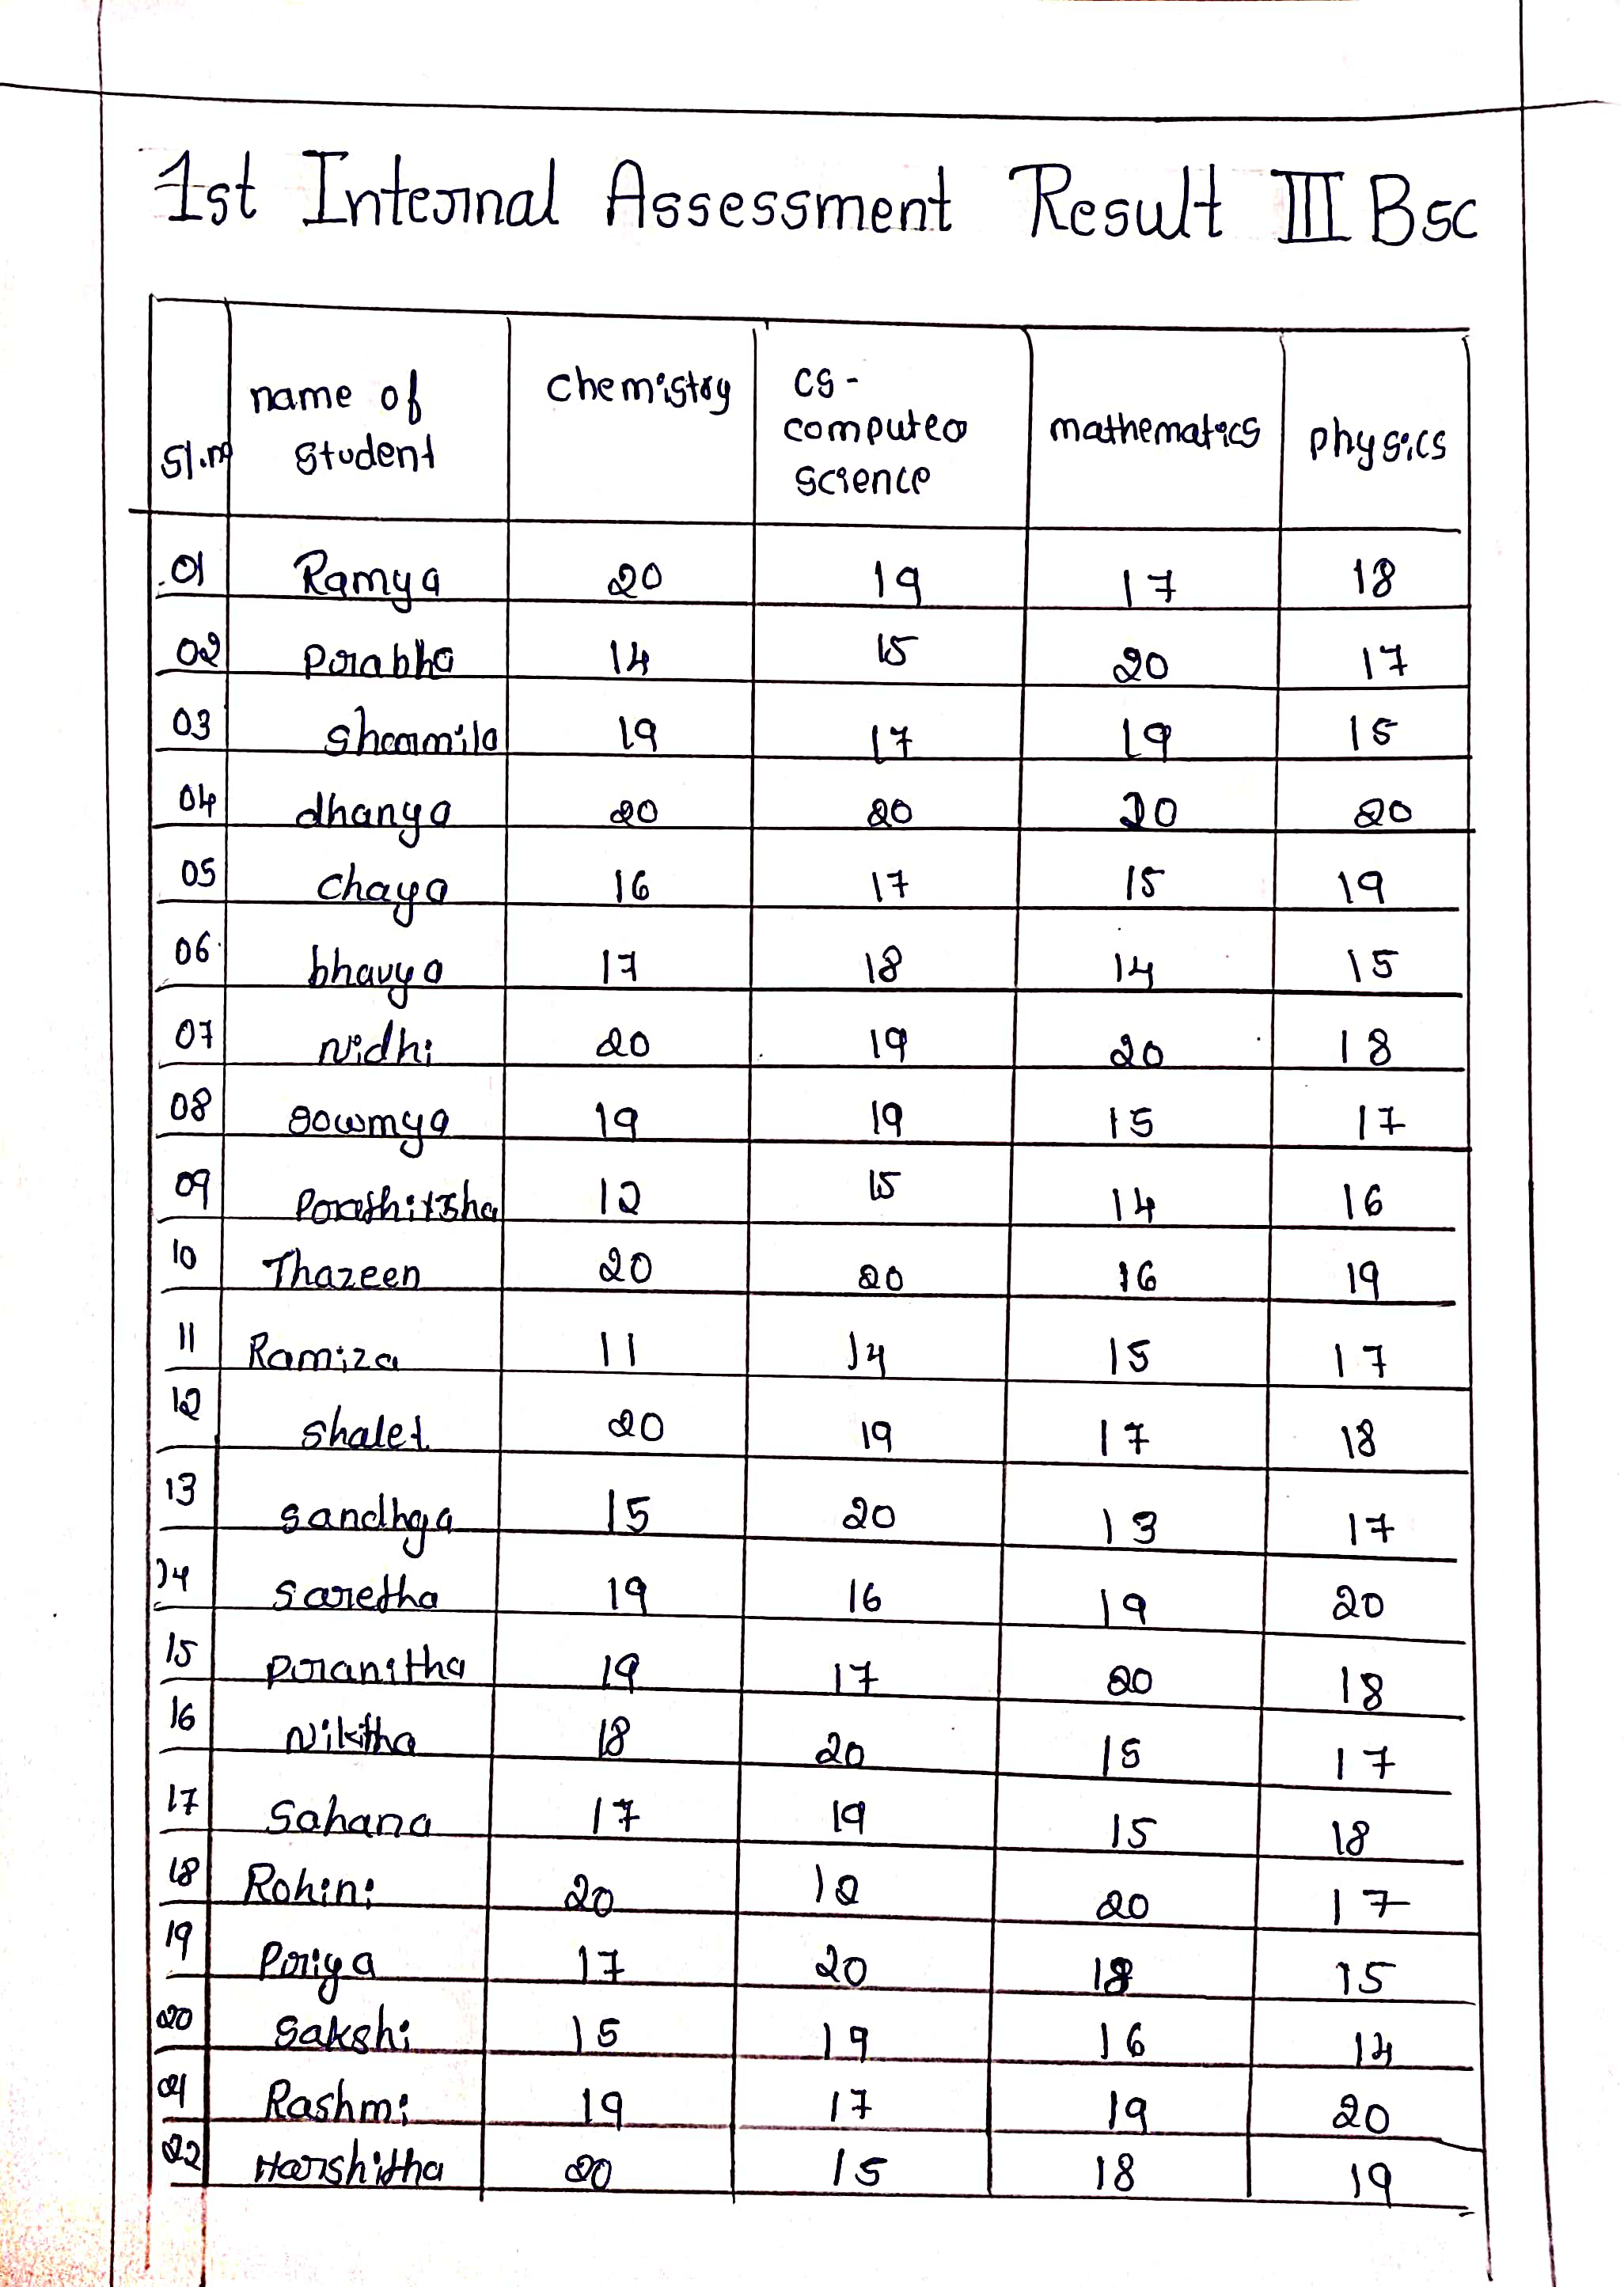 1st Internal Assessment Result III Bsc
Sl.no name of student chemistry cs - computer science mathematics physics
01 Ramya 20 19 17 18
02 Prabha 14 15 20 17
03 sharmila 19 17 19 15
04 dhanya 20 20 20 20
05 chaya 16 17 15 19
06 bhavya 17 18 14 15
07 Nidhi 20 19 20 18
08 sowmya 19 19 15 17
09 12 15 14 16
10 Thazeen 20 20 16 19
11 Ramiza 11 14 15 17
12 shalet 20 19 17 18
13 sandhya 15 20 13 17
14 saretha 19 16 19 20
15 pranitha 19 17 20 18
16 Nikitha 18 20 15 17
17 Sahana 17 19 15 18
18 Rohini 20 12 20 17
19 Priya 17 20 18 15
20 Sakshi 15 19 16 14
21 Rashmi 19 17 19 20
22 Harshitha 20 15 18 19